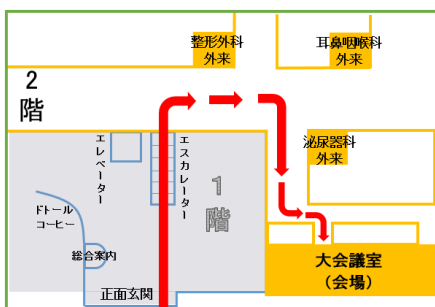 整形外科
外来
耳鼻咽喉科
外来
2
階
泌尿器科
外来
エレベーター
エスカレーター
1
階
ドトール
コーヒー
総合案内
正面玄関
大会議室
(会場)